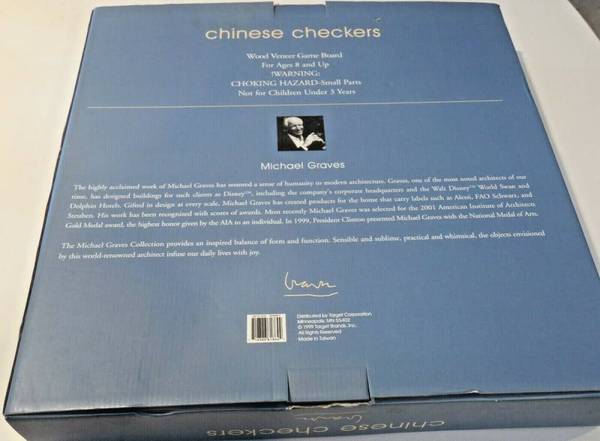 chinese checkers
Wood Veneer Game Board
For Ages 8 and Up
!WARNING:
CHOKING HAZARD-Small Parts
Not for Children Under 3 Years
Michael Graves
The highly acclaimed work of Michael Graves has restored a sense of humanity to modern architecture. Graves, one of the most noted architects of our
time, has designed buildings for such clients as Disney™, including the company's corporate headquarters and the Walt Disney™ World Swan and
Dolphin Hotels. Gifted in design at every scale, Michael Graves has created products for the home that carry labels such as Alessi, FAO Schwarz, and
Steuben. His work has been recognized with scores of awards. Most recently Michael Graves was selected for the 2001 American Institute of Architects
Gold Medal award, the highest honor given by the AIA to an individual. In 1999, President Clinton presented Michael Graves with the National Medal of Arts.
The Michael Graves Collection provides an inspired balance of form and function. Sensible and sublime, practical and whimsical, the objects envisioned
by this world-renowned architect infuse our daily lives with joy.
Graves
Distributed by Target Corporation
Minneapolis, MN 55402
© 1999 Target Brands, Inc.
All Rights Reserved
Made in Taiwan
chinese checkers
Graves